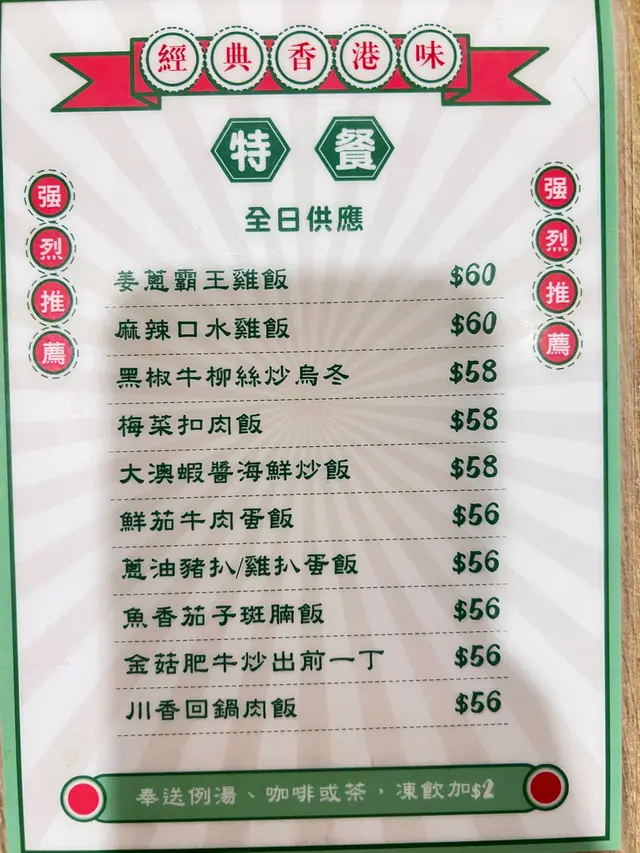 經典香港味
特餐
全日供應
强烈推薦
强烈推薦
姜蔥霸王雞飯 $60
麻辣口水雞飯 $60
黑椒牛柳絲炒烏冬 $58
梅菜扣肉飯 $58
大澳蝦醬海鮮炒飯 $58
鮮茄牛肉蛋飯 $56
蔥油豬扒/雞扒蛋飯 $56
魚香茄子斑腩飯 $56
金菇肥牛炒出前一丁 $56
川香回鍋肉飯 $56
奉送例湯、咖啡或茶，凍飲加$2